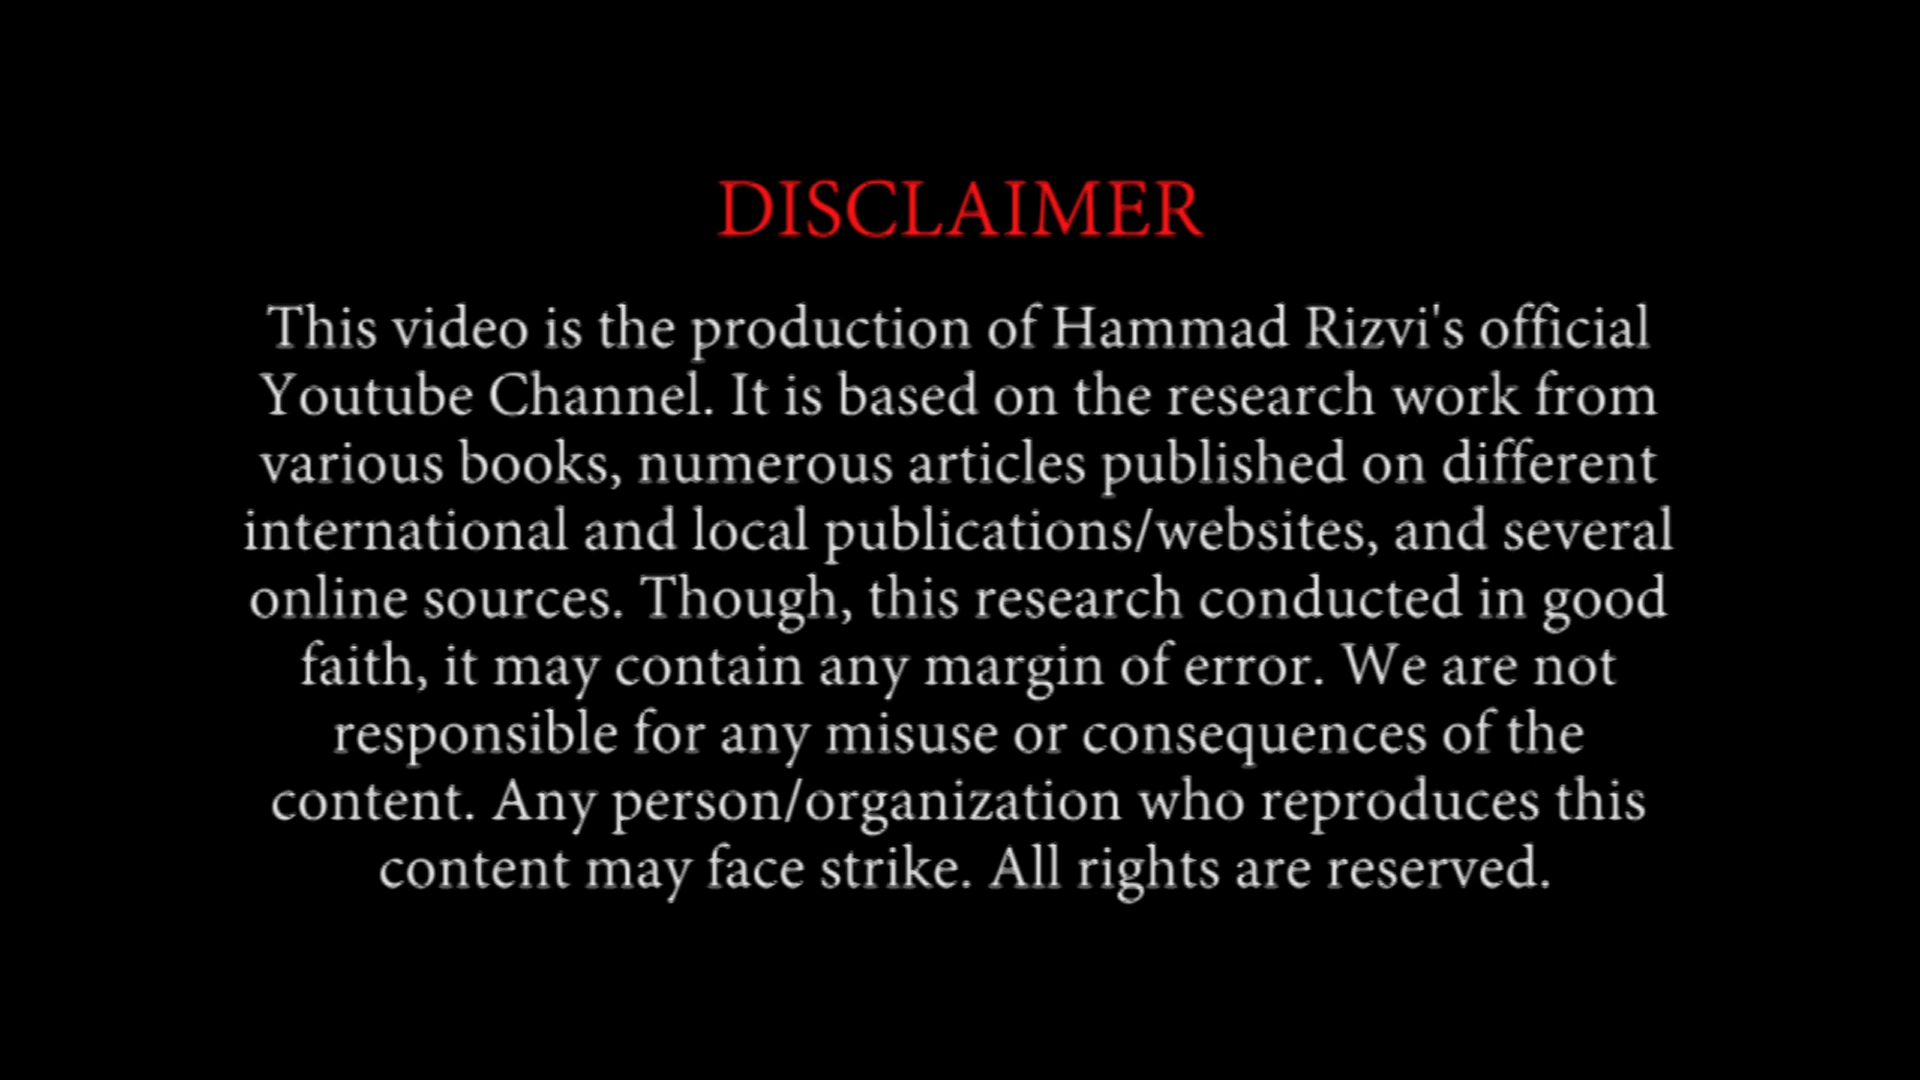 DISCLAIMER
This video is the production of Hammad Rizvi's official
Youtube Channel. It is based on the research work from
various books, numerous articles published on different
international and local publications/websites, and several
online sources. Though, this research conducted in good
faith, it may contain any margin of error. We are not
responsible for any misuse or consequences of the
content. Any person/organization who reproduces this
content may face strike. All rights are reserved.